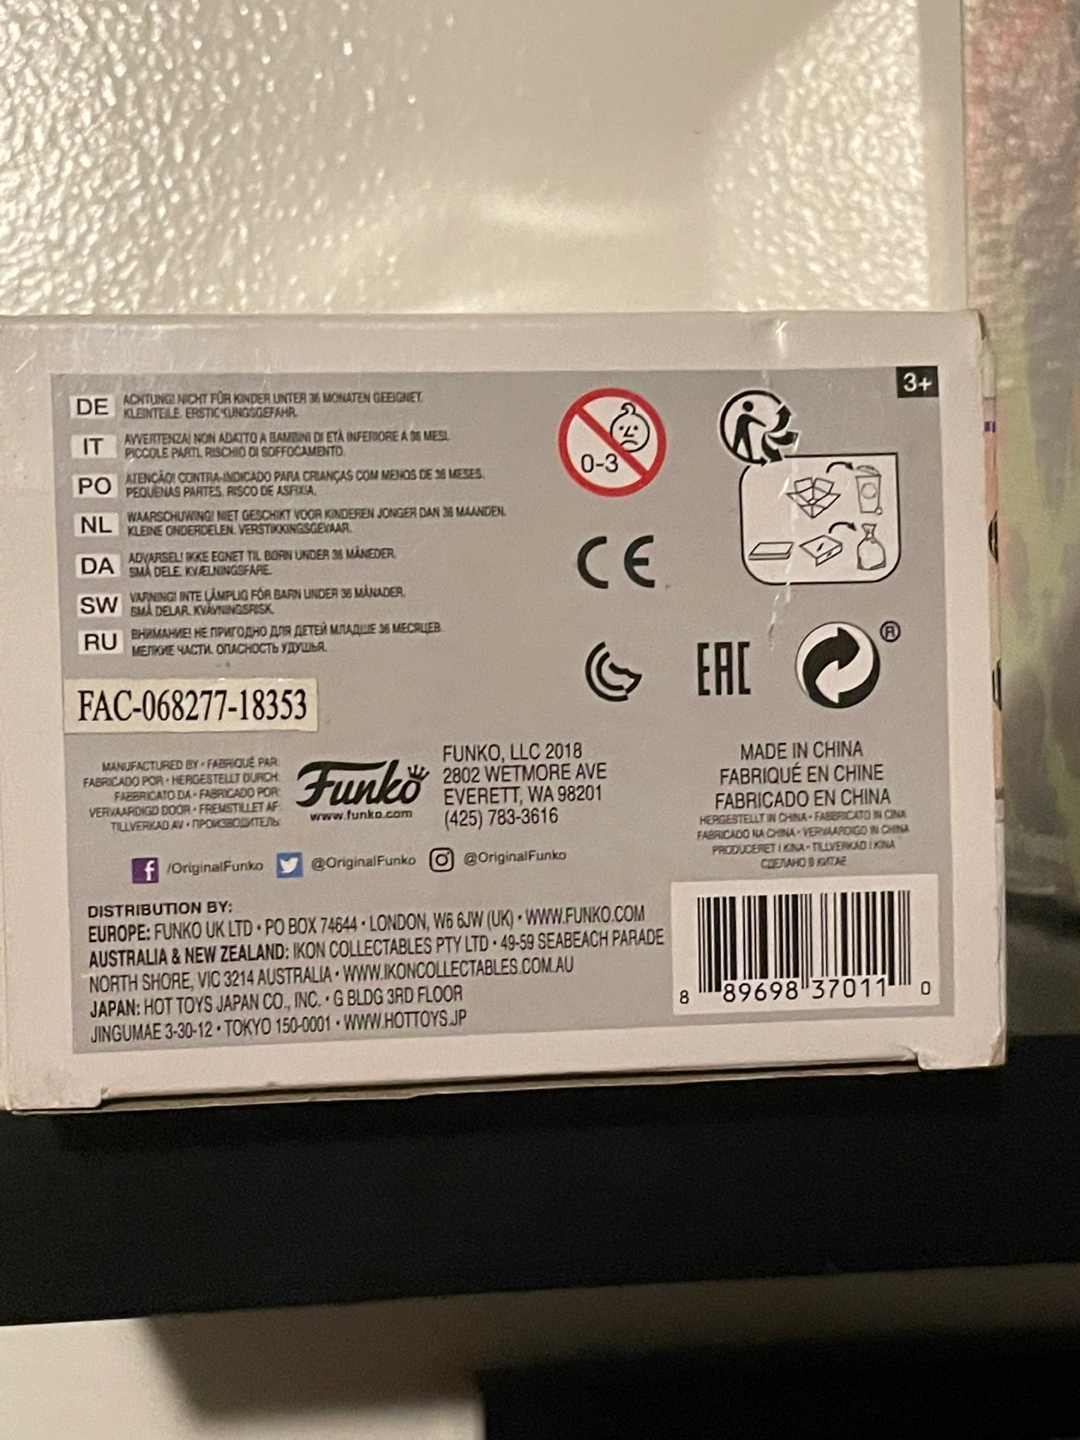 3+
DE ACHTUNG! NICHT FÜR KINDER UNTER 36 MONATEN GEEIGNET.
KLEINTEILE. ERSTICKUNGSGEFAHR.
IT AVVERTENZA! NON ADATTO A BAMBINI DI ETÀ INFERIORE A 36 MESI.
PICCOLE PARTI. RISCHIO DI SOFFOCAMENTO.
PO ATENÇÃO! CONTRA-INDICADO PARA CRIANÇAS COM MENOS DE 36 MESES.
PEQUENAS PARTES. RISCO DE ASFIXIA.
NL WAARSCHUWING! NIET GESCHIKT VOOR KINDEREN JONGER DAN 36 MAANDEN.
KLEINE ONDERDELEN. VERSTIKKINGSGEVAAR.
DA ADVARSEL! IKKE EGNET TIL BØRN UNDER 36 MÅNEDER.
SMÅ DELE. KVÆLNINGSFARE.
SW VARNING! INTE LÄMPLIG FÖR BARN UNDER 36 MÅNADER.
SMÅ DELAR. KVÄVNINGSRISK.
RU ВНИМАНИЕ! НЕ ПРИГОДНО ДЛЯ ДЕТЕЙ МЛАДШЕ 36 МЕСЯЦЕВ.
МЕЛКИЕ ЧАСТИ. ОПАСНОСТЬ УДУШЬЯ.
0-3
CE
EAC
®
FAC-068277-18353
MANUFACTURED BY • FABRIQUÉ PAR:
FABRICADO POR • HERGESTELLT DURCH:
FABBRICATO DA • FABRICADO POR:
VERVAARDIGD DOOR • FREMSTILLET AF:
TILLVERKAD AV • ПРОИЗВОДИТЕЛЬ:
Funko
www.funko.com
FUNKO, LLC 2018
2802 WETMORE AVE
EVERETT, WA 98201
(425) 783-3616
MADE IN CHINA
FABRIQUÉ EN CHINE
FABRICADO EN CHINA
HERGESTELLT IN CHINA • FABBRICATO IN CINA
FABRICADO NA CHINA • VERVAARDIGD IN CHINA
PRODUCERET I KINA • TILLVERKAD I KINA
СДЕЛАНО В КИТАЕ
f /OriginalFunko @OriginalFunko @OriginalFunko
DISTRIBUTION BY:
EUROPE: FUNKO UK LTD • PO BOX 74644 • LONDON, W6 6JW (UK) • WWW.FUNKO.COM
AUSTRALIA & NEW ZEALAND: IKON COLLECTABLES PTY LTD • 49-59 SEABEACH PARADE
NORTH SHORE, VIC 3214 AUSTRALIA • WWW.IKONCOLLECTABLES.COM.AU
JAPAN: HOT TOYS JAPAN CO., INC. • G BLDG 3RD FLOOR
JINGUMAE 3-30-12 • TOKYO 150-0001 • WWW.HOTTOYS.JP
8 89698 37011 0